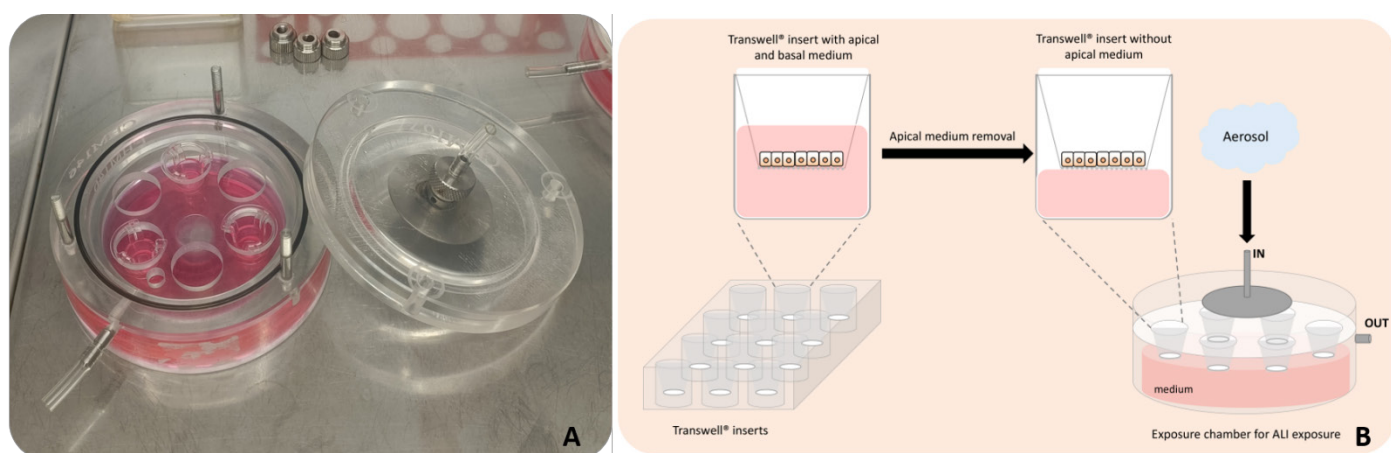 A
Transwell® insert with apical
and basal medium
Transwell® insert without
apical medium
Apical medium removal
Aerosol
IN
OUT
medium
Transwell® inserts
Exposure chamber for ALI exposure
B